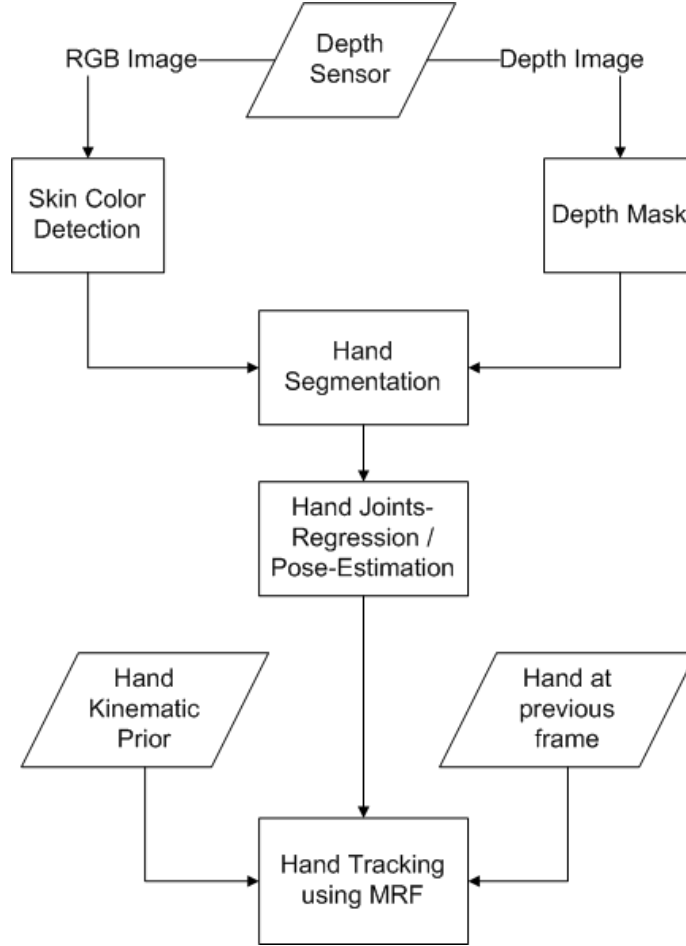 Depth
Sensor
RGB Image
Depth Image
Skin Color
Detection
Depth Mask
Hand
Segmentation
Hand Joints-
Regression /
Pose-Estimation
Hand
Kinematic
Prior
Hand at
previous
frame
Hand Tracking
using MRF